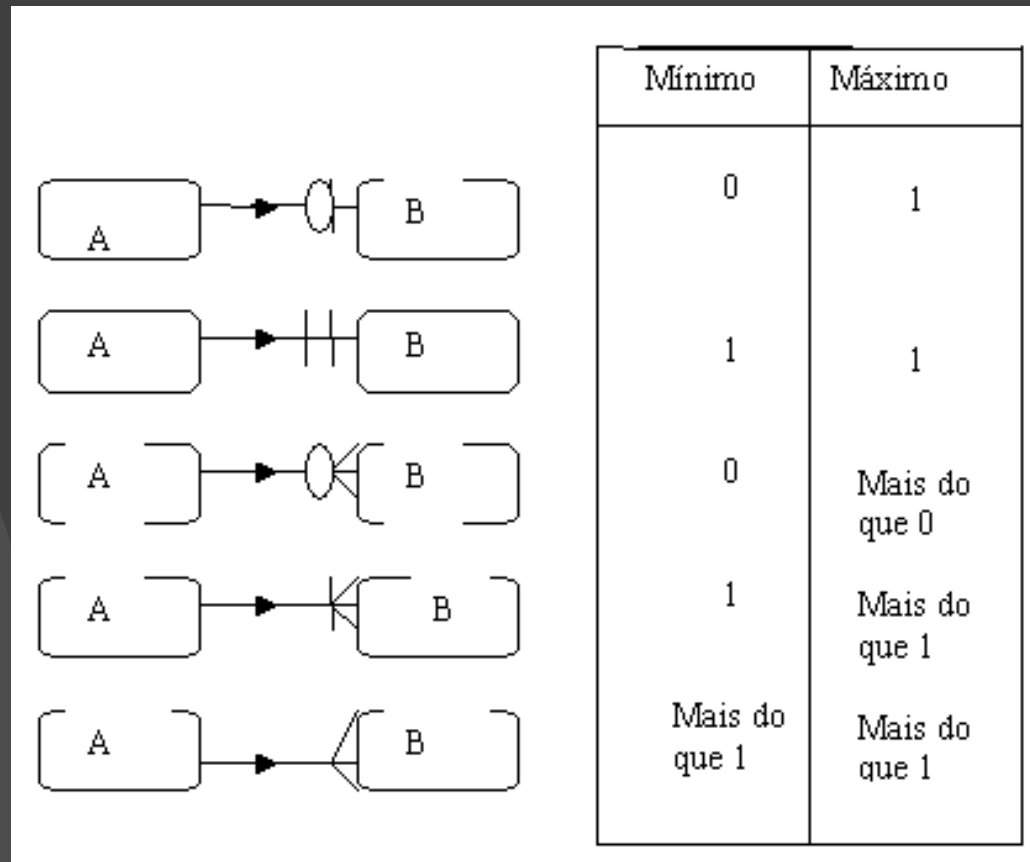 Mínimo Máximo
A B 0 1
A B 1 1
A B 0 Mais do
que 0
A B 1 Mais do
que 1
A B Mais do
que 1 Mais do
que 1